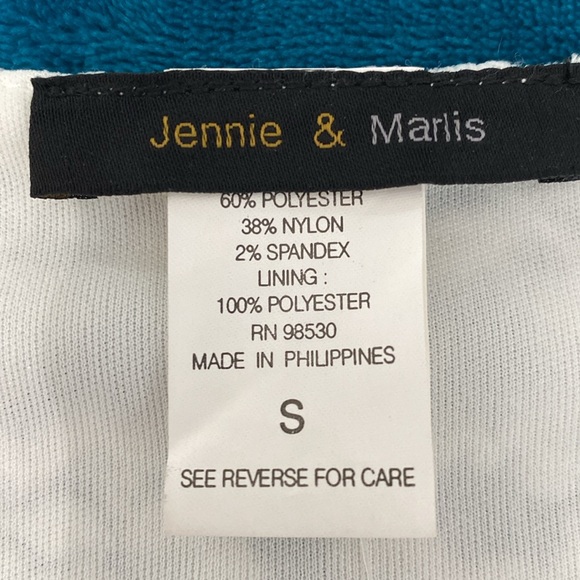 Jennie & Marlis
60% POLYESTER
38% NYLON
2% SPANDEX
LINING :
100% POLYESTER
RN 98530
MADE IN PHILIPPINES
S
SEE REVERSE FOR CARE